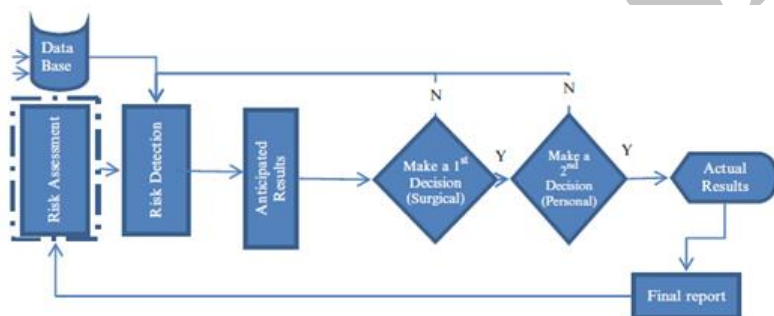 Data
Base
Risk Assessment
Risk Detection
Anticipated
Results
N
Make a 1st
Decision
(Surgical)
Y
N
Make a
2nd
Decision
(Personal)
Y
Actual
Results
Final report